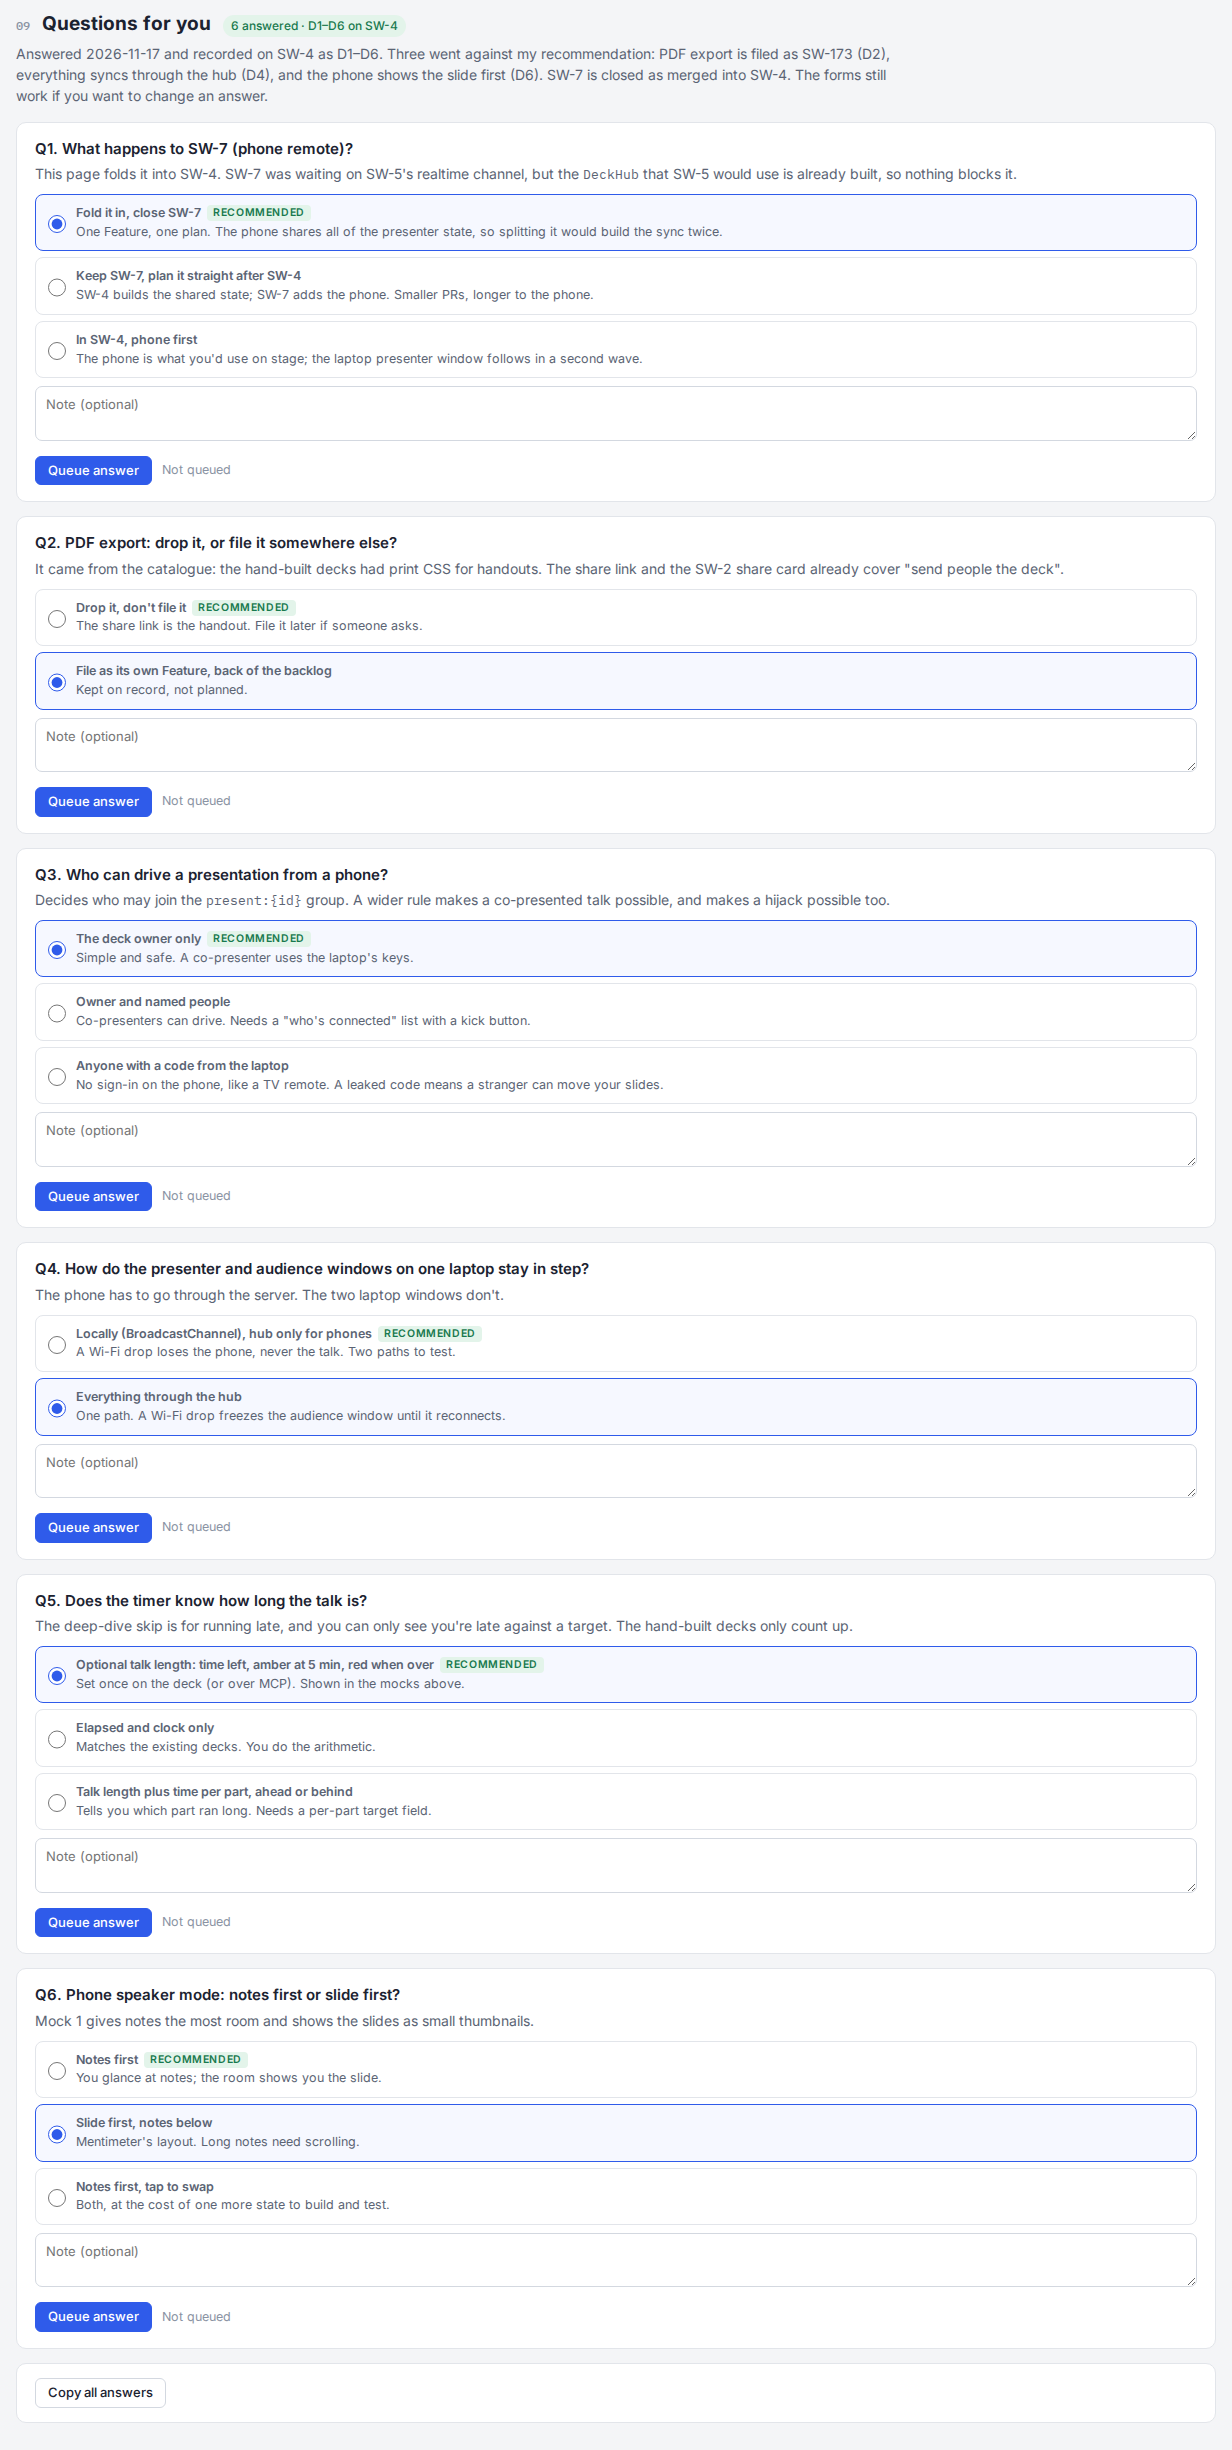 09 Questions for you 6 answered · D1–D6 on SW-4
Answered 2026-11-17 and recorded on SW-4 as D1–D6. Three went against my recommendation: PDF export is filed as SW-173 (D2),
everything syncs through the hub (D4), and the phone shows the slide first (D6). SW-7 is closed as merged into SW-4. The forms still
work if you want to change an answer.
Q1. What happens to SW-7 (phone remote)?
This page folds it into SW-4. SW-7 was waiting on SW-5's realtime channel, but the DeckHub that SW-5 would use is already built, so nothing blocks it.
Fold it in, close SW-7 RECOMMENDED
One Feature, one plan. The phone shares all of the presenter state, so splitting it would build the sync twice.
Keep SW-7, plan it straight after SW-4
SW-4 builds the shared state; SW-7 adds the phone. Smaller PRs, longer to the phone.
In SW-4, phone first
The phone is what you'd use on stage; the laptop presenter window follows in a second wave.
Note (optional)
Queue answer Not queued
Q2. PDF export: drop it, or file it somewhere else?
It came from the catalogue: the hand-built decks had print CSS for handouts. The share link and the SW-2 share card already cover "send people the deck".
Drop it, don't file it RECOMMENDED
The share link is the handout. File it later if someone asks.
File as its own Feature, back of the backlog
Kept on record, not planned.
Note (optional)
Queue answer Not queued
Q3. Who can drive a presentation from a phone?
Decides who may join the present:{id} group. A wider rule makes a co-presented talk possible, and makes a hijack possible too.
The deck owner only RECOMMENDED
Simple and safe. A co-presenter uses the laptop's keys.
Owner and named people
Co-presenters can drive. Needs a "who's connected" list with a kick button.
Anyone with a code from the laptop
No sign-in on the phone, like a TV remote. A leaked code means a stranger can move your slides.
Note (optional)
Queue answer Not queued
Q4. How do the presenter and audience windows on one laptop stay in step?
The phone has to go through the server. The two laptop windows don't.
Locally (BroadcastChannel), hub only for phones RECOMMENDED
A Wi-Fi drop loses the phone, never the talk. Two paths to test.
Everything through the hub
One path. A Wi-Fi drop freezes the audience window until it reconnects.
Note (optional)
Queue answer Not queued
Q5. Does the timer know how long the talk is?
The deep-dive skip is for running late, and you can only see you're late against a target. The hand-built decks only count up.
Optional talk length: time left, amber at 5 min, red when over RECOMMENDED
Set once on the deck (or over MCP). Shown in the mocks above.
Elapsed and clock only
Matches the existing decks. You do the arithmetic.
Talk length plus time per part, ahead or behind
Tells you which part ran long. Needs a per-part target field.
Note (optional)
Queue answer Not queued
Q6. Phone speaker mode: notes first or slide first?
Mock 1 gives notes the most room and shows the slides as small thumbnails.
Notes first RECOMMENDED
You glance at notes; the room shows you the slide.
Slide first, notes below
Mentimeter's layout. Long notes need scrolling.
Notes first, tap to swap
Both, at the cost of one more state to build and test.
Note (optional)
Queue answer Not queued
Copy all answers